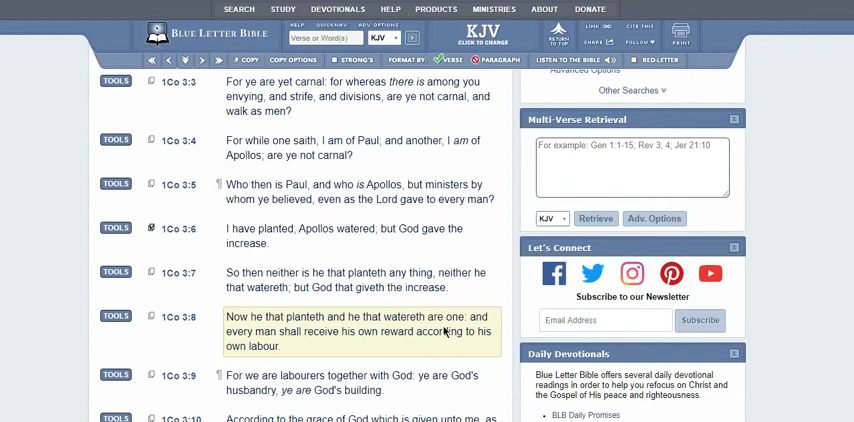 SEARCH STUDY DEVOTIONALS HELP PRODUCTS MINISTRIES ABOUT DONATE
BLUE LETTER BIBLE
HELP QUICKNAV ADV. OPTIONS
Verse or Word(s) KJV
KJV
CLICK TO CHANGE
RETURN
TO TOP
LINK CITE THIS
SHARE FOLLOW
PRINT
COPY COPY OPTIONS STRONG'S FORMAT BY: VERSE PARAGRAPH LISTEN TO THE BIBLE RED-LETTER
TOOLS 1Co 3:3 For ye are yet carnal: for whereas there is among you
envying, and strife, and divisions, are ye not carnal, and
walk as men?
TOOLS 1Co 3:4 For while one saith, I am of Paul; and another, I am of
Apollos; are ye not carnal?
TOOLS 1Co 3:5 ¶ Who then is Paul, and who is Apollos, but ministers by
whom ye believed, even as the Lord gave to every man?
TOOLS 1Co 3:6 I have planted, Apollos watered; but God gave the
increase.
TOOLS 1Co 3:7 So then neither is he that planteth any thing, neither he
that watereth; but God that giveth the increase.
TOOLS 1Co 3:8 Now he that planteth and he that watereth are one: and
every man shall receive his own reward according to his
own labour.
TOOLS 1Co 3:9 ¶ For we are labourers together with God: ye are God's
husbandry, ye are God's building.
TOOLS 1Co 3:10 According to the grace of God which is given unto me, as
Advanced Options
Other Searches
Multi-Verse Retrieval x
For example: Gen 1:1-15; Rev 3; 4; Jer 21:10
KJV Retrieve Adv. Options
Let's Connect x
Subscribe to our Newsletter
Email Address Subscribe
Daily Devotionals x
Blue Letter Bible offers several daily devotional
readings in order to help you refocus on Christ and
the Gospel of His peace and righteousness.
• BLB Daily Promises